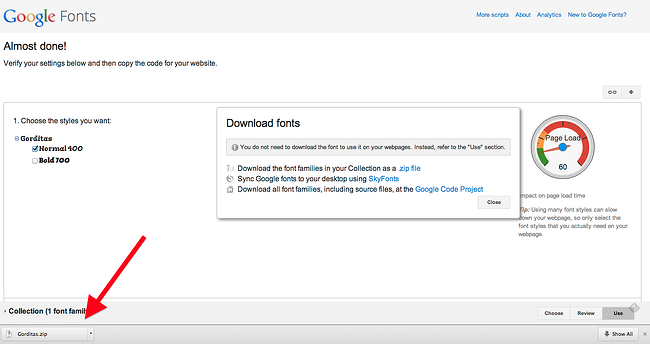 Google Fonts
More scripts About Analytics New to Google Fonts?
Almost done!
Verify your settings below and then copy the code for your website.
1. Choose the styles you want:
Gorditas
Normal 400
Bold 700
Download fonts
You do not need to download the font to use it on your webpages. Instead, refer to the "Use" section.
Download the font families in your Collection as a .zip file
Sync Google fonts to your desktop using SkyFonts
Download all font families, including source files, at the Google Code Project
Close
Page Load
60
Impact on page load time
Tip: Using many font styles can slow
down your webpage, so only select the
font styles that you actually need on your
webpage.
Collection (1 font famil
Choose Review Use
Gorditas.zip
Show All